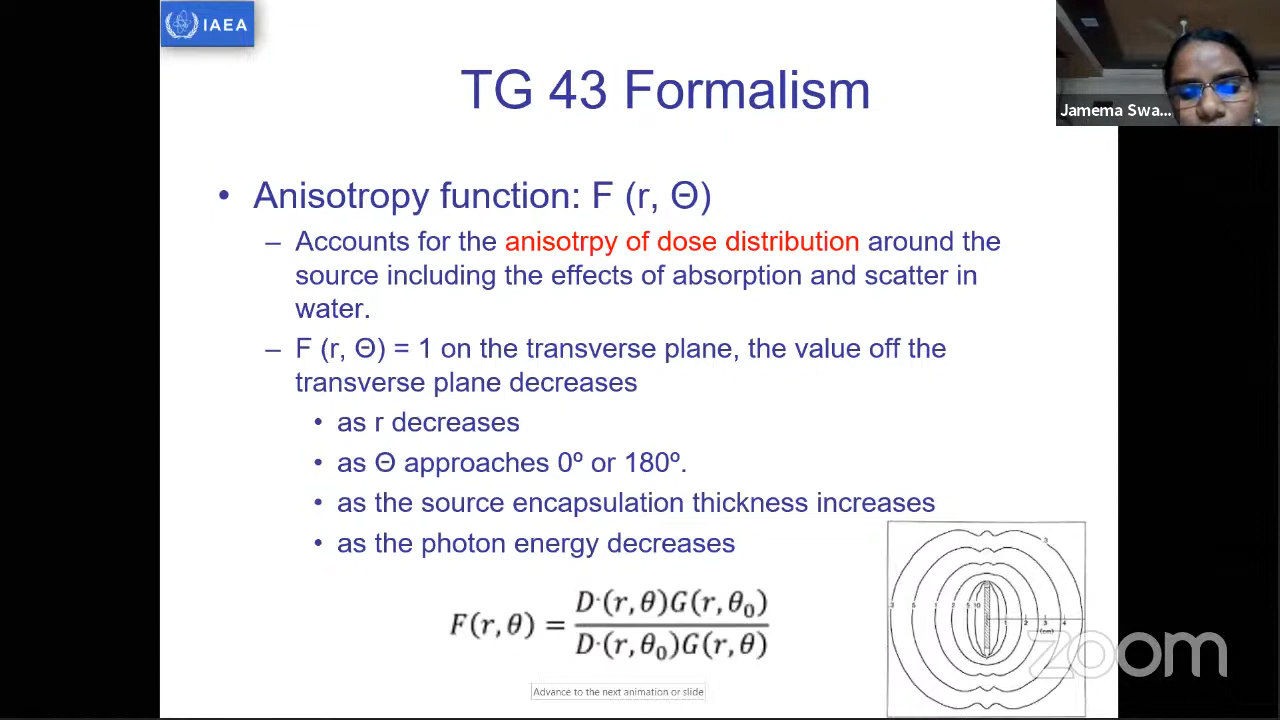 IAEA
TG 43 Formalism
Jamema Swa...
• Anisotropy function: F (r, Θ)
– Accounts for the anisotrpy of dose distribution around the
source including the effects of absorption and scatter in
water.
– F (r, Θ) = 1 on the transverse plane, the value off the
transverse plane decreases
• as r decreases
• as Θ approaches 0º or 180º.
• as the source encapsulation thickness increases
• as the photon energy decreases
F(r,θ) = D·(r,θ)G(r,θ₀) / D·(r,θ₀)G(r,θ)
zoom
Advance to the next animation or slide